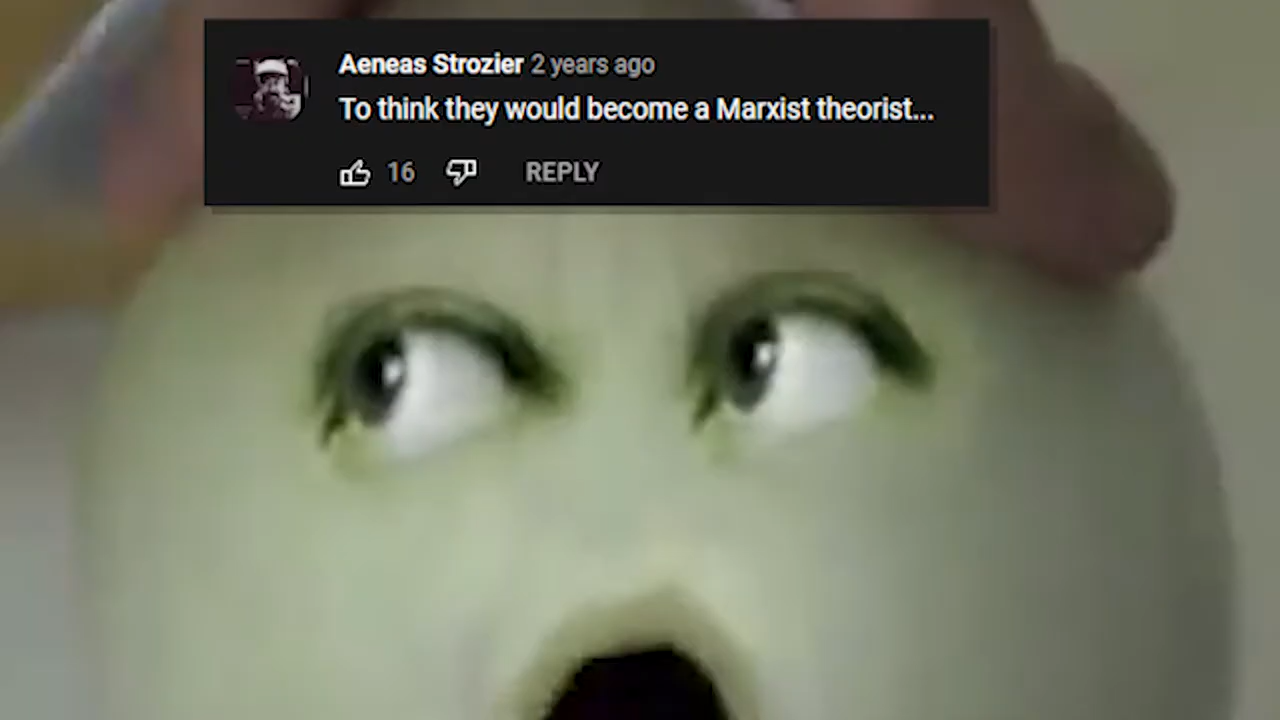 Aeneas Strozier 2 years ago
To think they would become a Marxist theorist...
16 REPLY